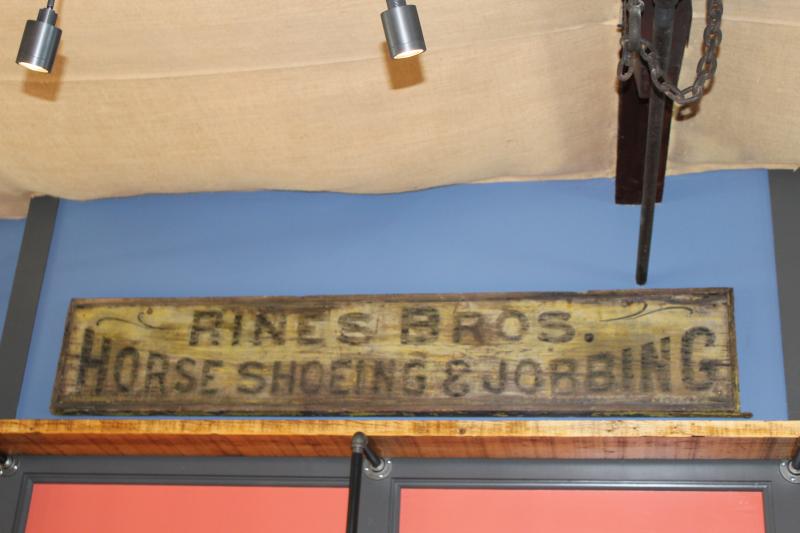 RINES BROS.
HORSE SHOEING & JOBBING